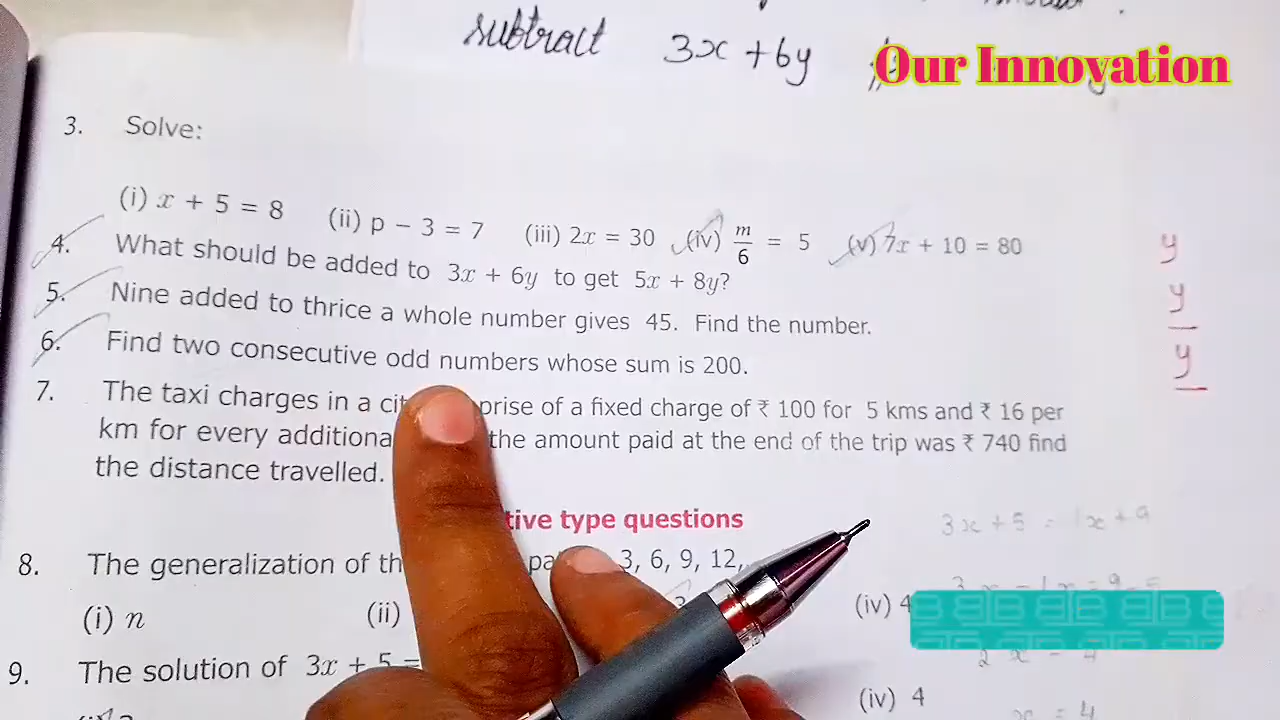 subtract 3x + 6y
Our Innovation
3. Solve:
(i) x + 5 = 8 (ii) p − 3 = 7 (iii) 2x = 30 (iv) m/6 = 5 (v) 7x + 10 = 80
4. What should be added to 3x + 6y to get 5x + 8y?
5. Nine added to thrice a whole number gives 45. Find the number.
6. Find two consecutive odd numbers whose sum is 200.
7. The taxi charges in a cit prise of a fixed charge of ₹ 100 for 5 kms and ₹ 16 per
km for every additiona the amount paid at the end of the trip was ₹ 740 find
the distance travelled.
tive type questions
8. The generalization of th pa 3, 6, 9, 12,
(i) n (ii) (iv) 4
9. The solution of 3x + 5 =
(iv) 4
y
y
y
3x + 5 = 1x + 9
x = 4